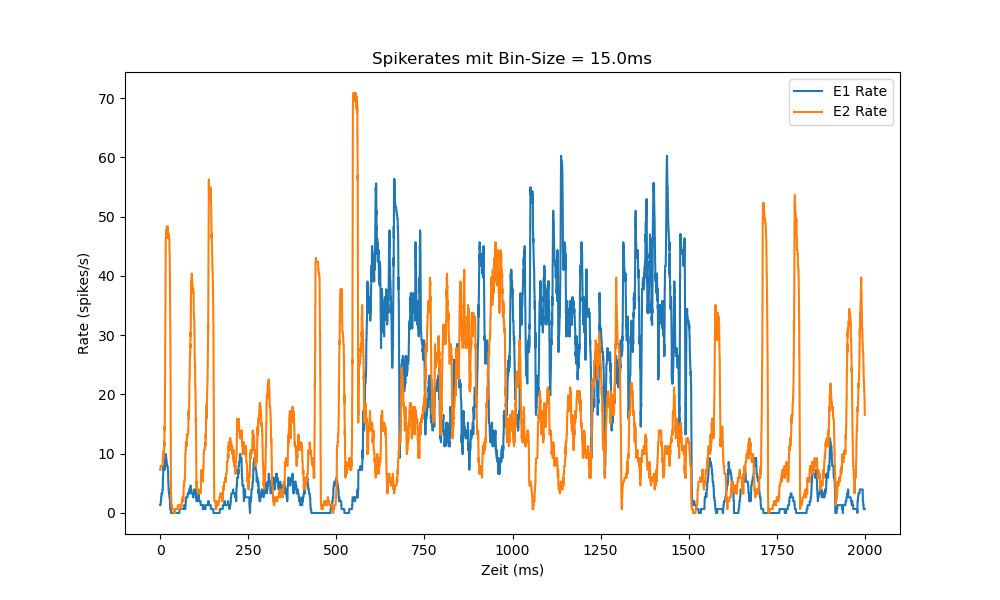 Spikerates mit Bin-Size = 15.0ms
E1 Rate
E2 Rate
Rate (spikes/s)
70
60
50
40
30
20
10
0
0 250 500 750 1000 1250 1500 1750 2000
Zeit (ms)